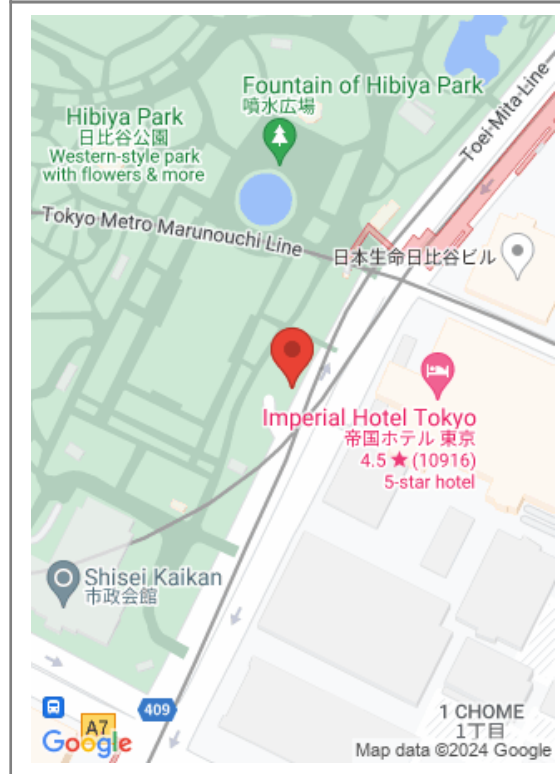 Fountain of Hibiya Park
噴水広場
Hibiya Park
日比谷公園
Western-style park
with flowers & more
Toei-Mita-Line
Tokyo Metro Marunouchi Line
日本生命日比谷ビル
Imperial Hotel Tokyo
帝国ホテル 東京
4.5 ★ (10916)
5-star hotel
Shisei Kaikan
市政会館
409
A7
1 CHOME
1丁目
Google
Map data ©2024 Google